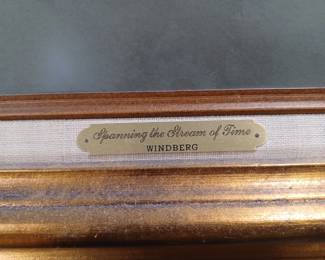 Spanning the Stream of Time
WINDBERG